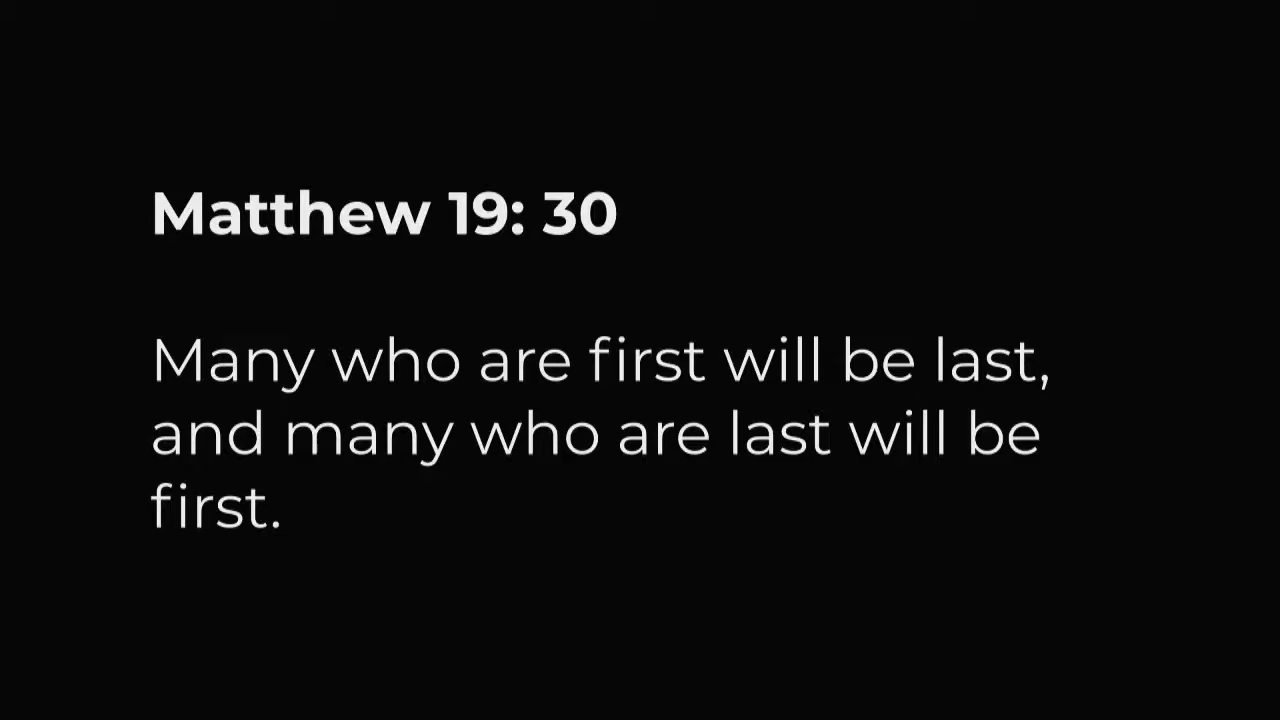 Matthew 19: 30
Many who are first will be last,
and many who are last will be
first.